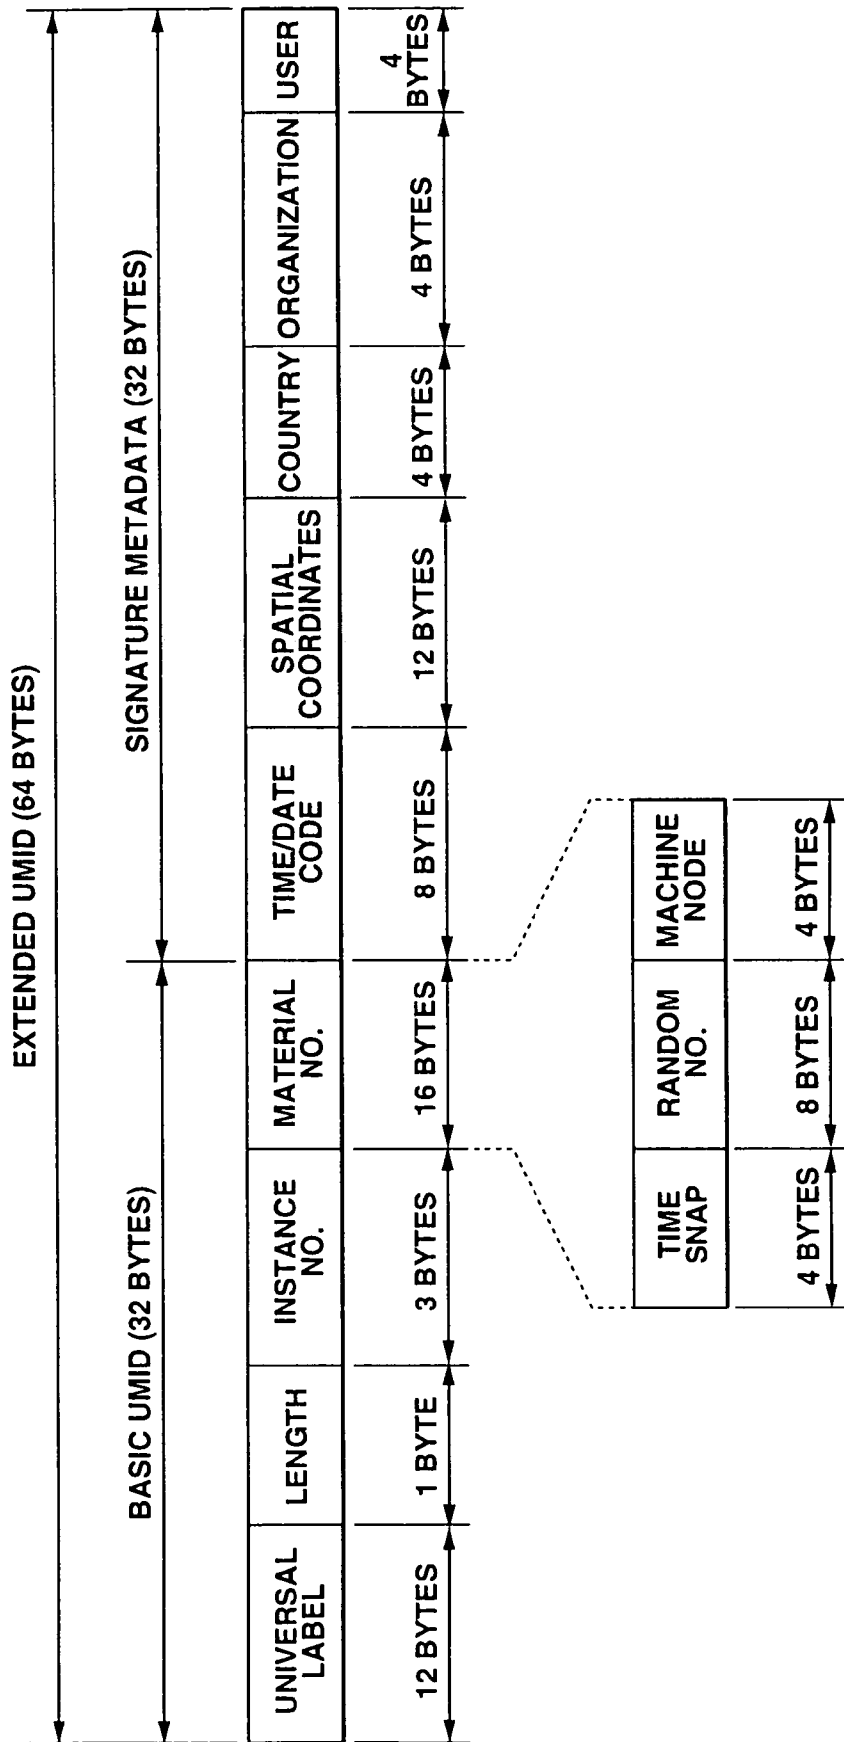 EXTENDED UMID (64 BYTES)
BASIC UMID (32 BYTES)
SIGNATURE METADATA (32 BYTES)
UNIVERSAL
LABEL
LENGTH
INSTANCE
NO.
MATERIAL
NO.
TIME/DATE
CODE
SPATIAL
COORDINATES
COUNTRY
ORGANIZATION
USER
12 BYTES
1 BYTE
3 BYTES
16 BYTES
8 BYTES
12 BYTES
4 BYTES
4 BYTES
4
BYTES
TIME
SNAP
RANDOM
NO.
MACHINE
NODE
4 BYTES
8 BYTES
4 BYTES